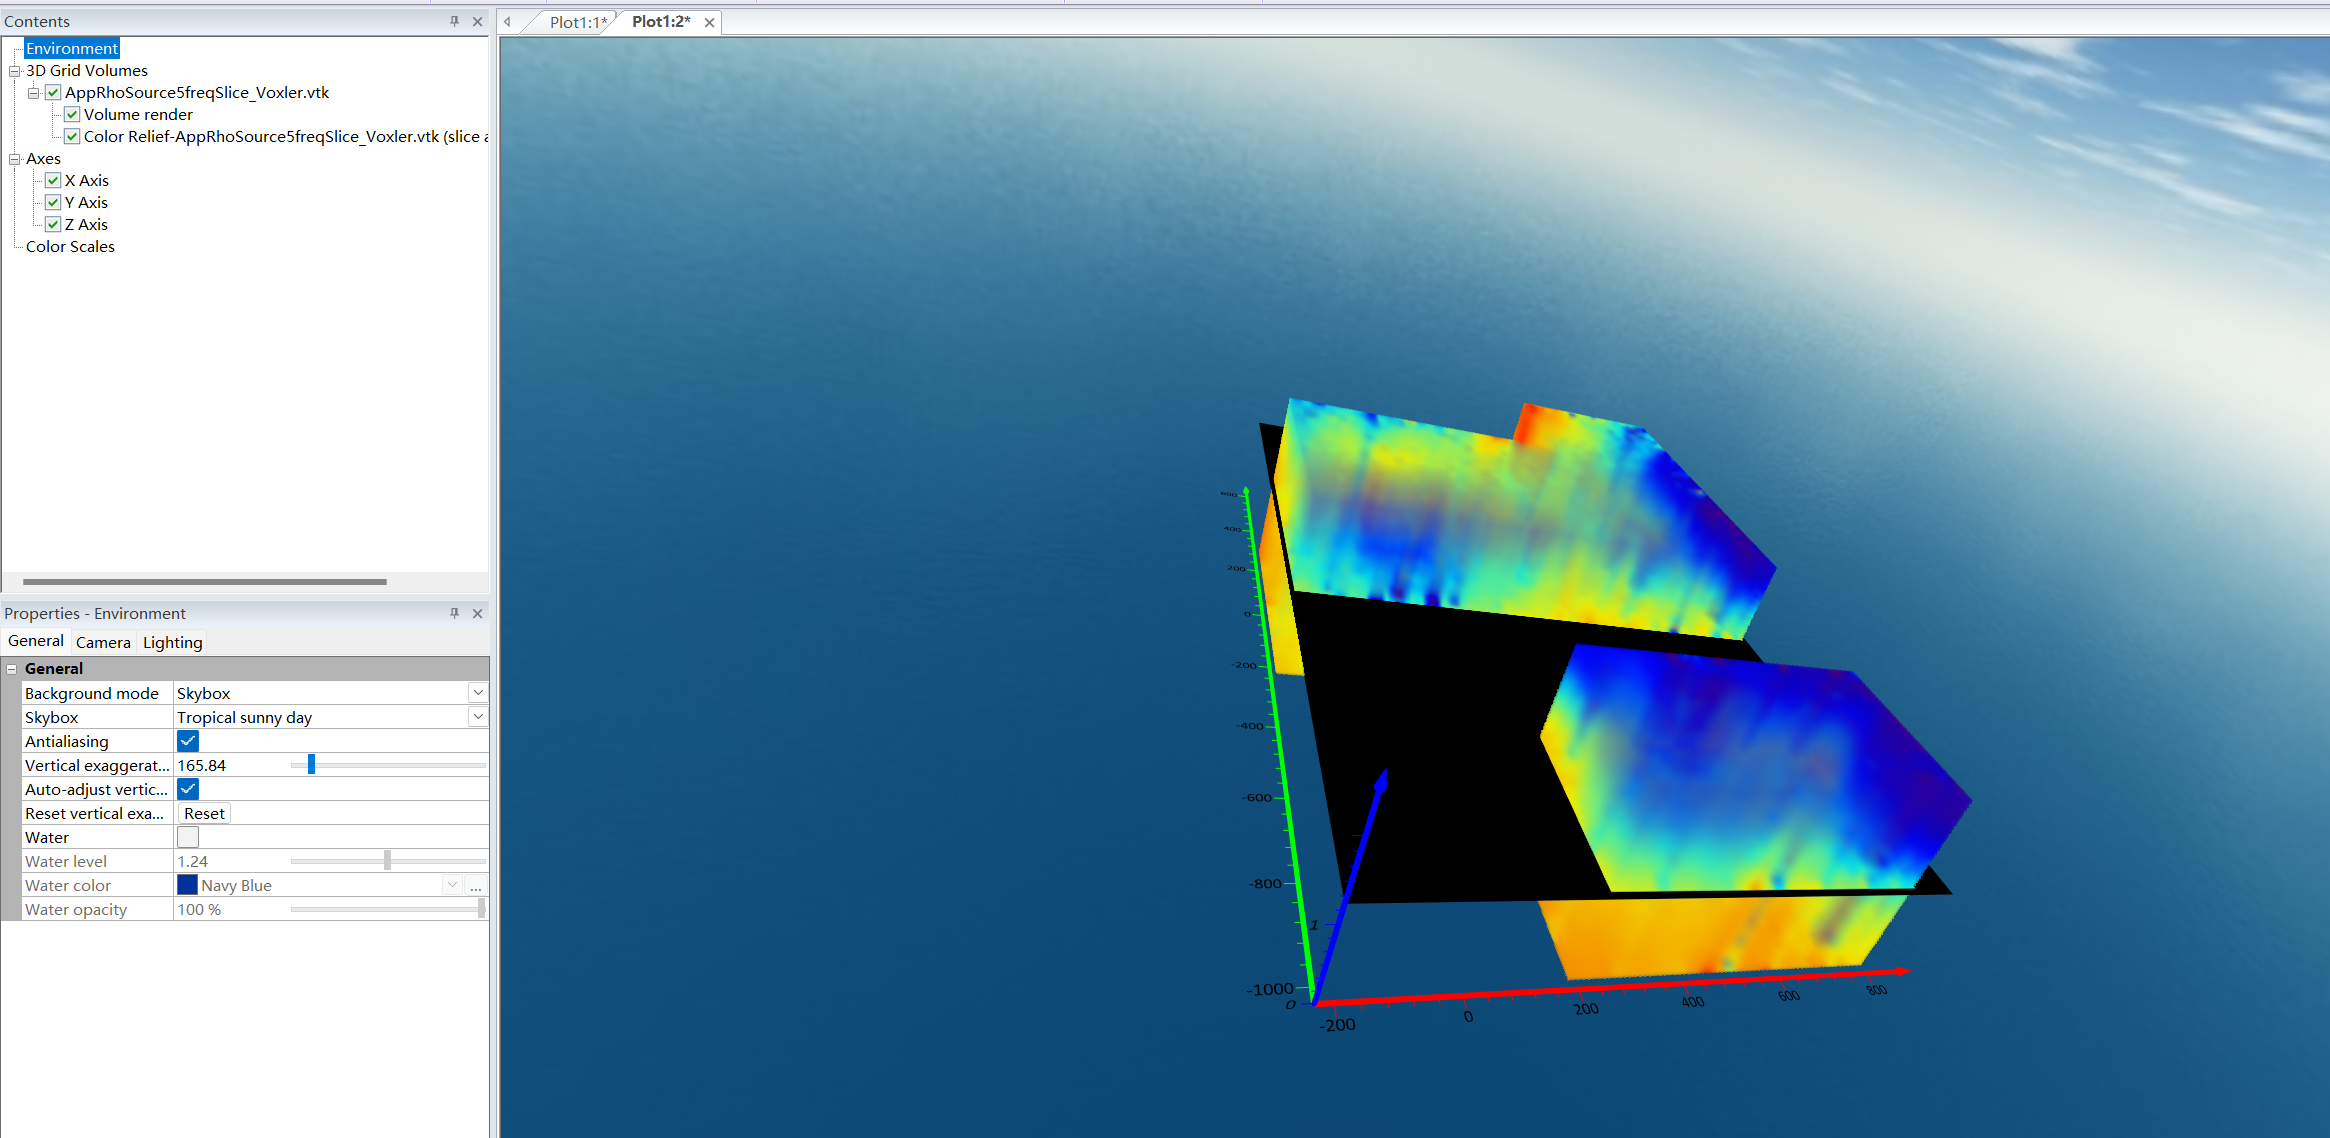 Contents
Plot1:1*
Plot1:2*
Environment
3D Grid Volumes
AppRhoSource5freqSlice_Voxler.vtk
Volume render
Color Relief-AppRhoSource5freqSlice_Voxler.vtk (slice a
Axes
X Axis
Y Axis
Z Axis
Color Scales
Properties - Environment
General
Camera
Lighting
General
Background mode
Skybox
Skybox
Tropical sunny day
Antialiasing
Vertical exaggerat...
165.84
Auto-adjust vertic...
Reset vertical exa...
Reset
Water
Water level
1.24
Water color
Navy Blue
...
Water opacity
100 %
600
400
200
0
-200
-400
-600
-800
-1000
1
0
-200
0
200
400
600
800